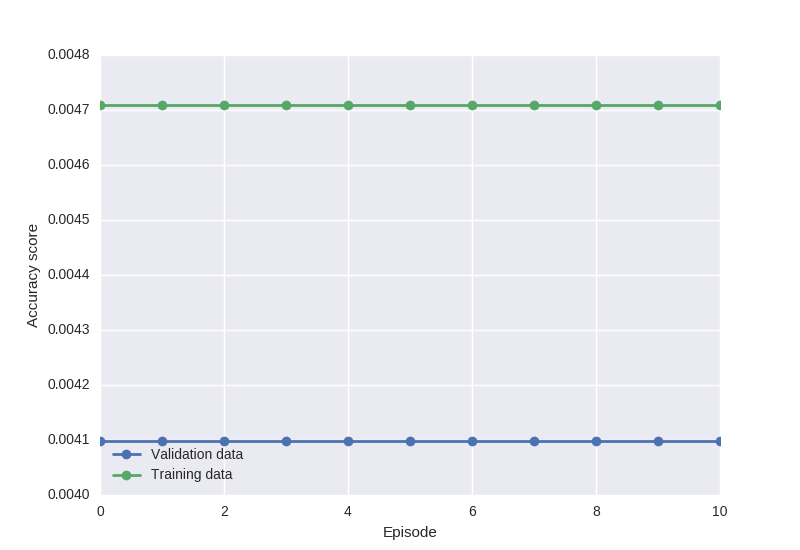 0.0048
0.0047
0.0046
0.0045
0.0044
0.0043
0.0042
0.0041
0.0040
Accuracy score
Validation data
Training data
0 2 4 6 8 10
Episode